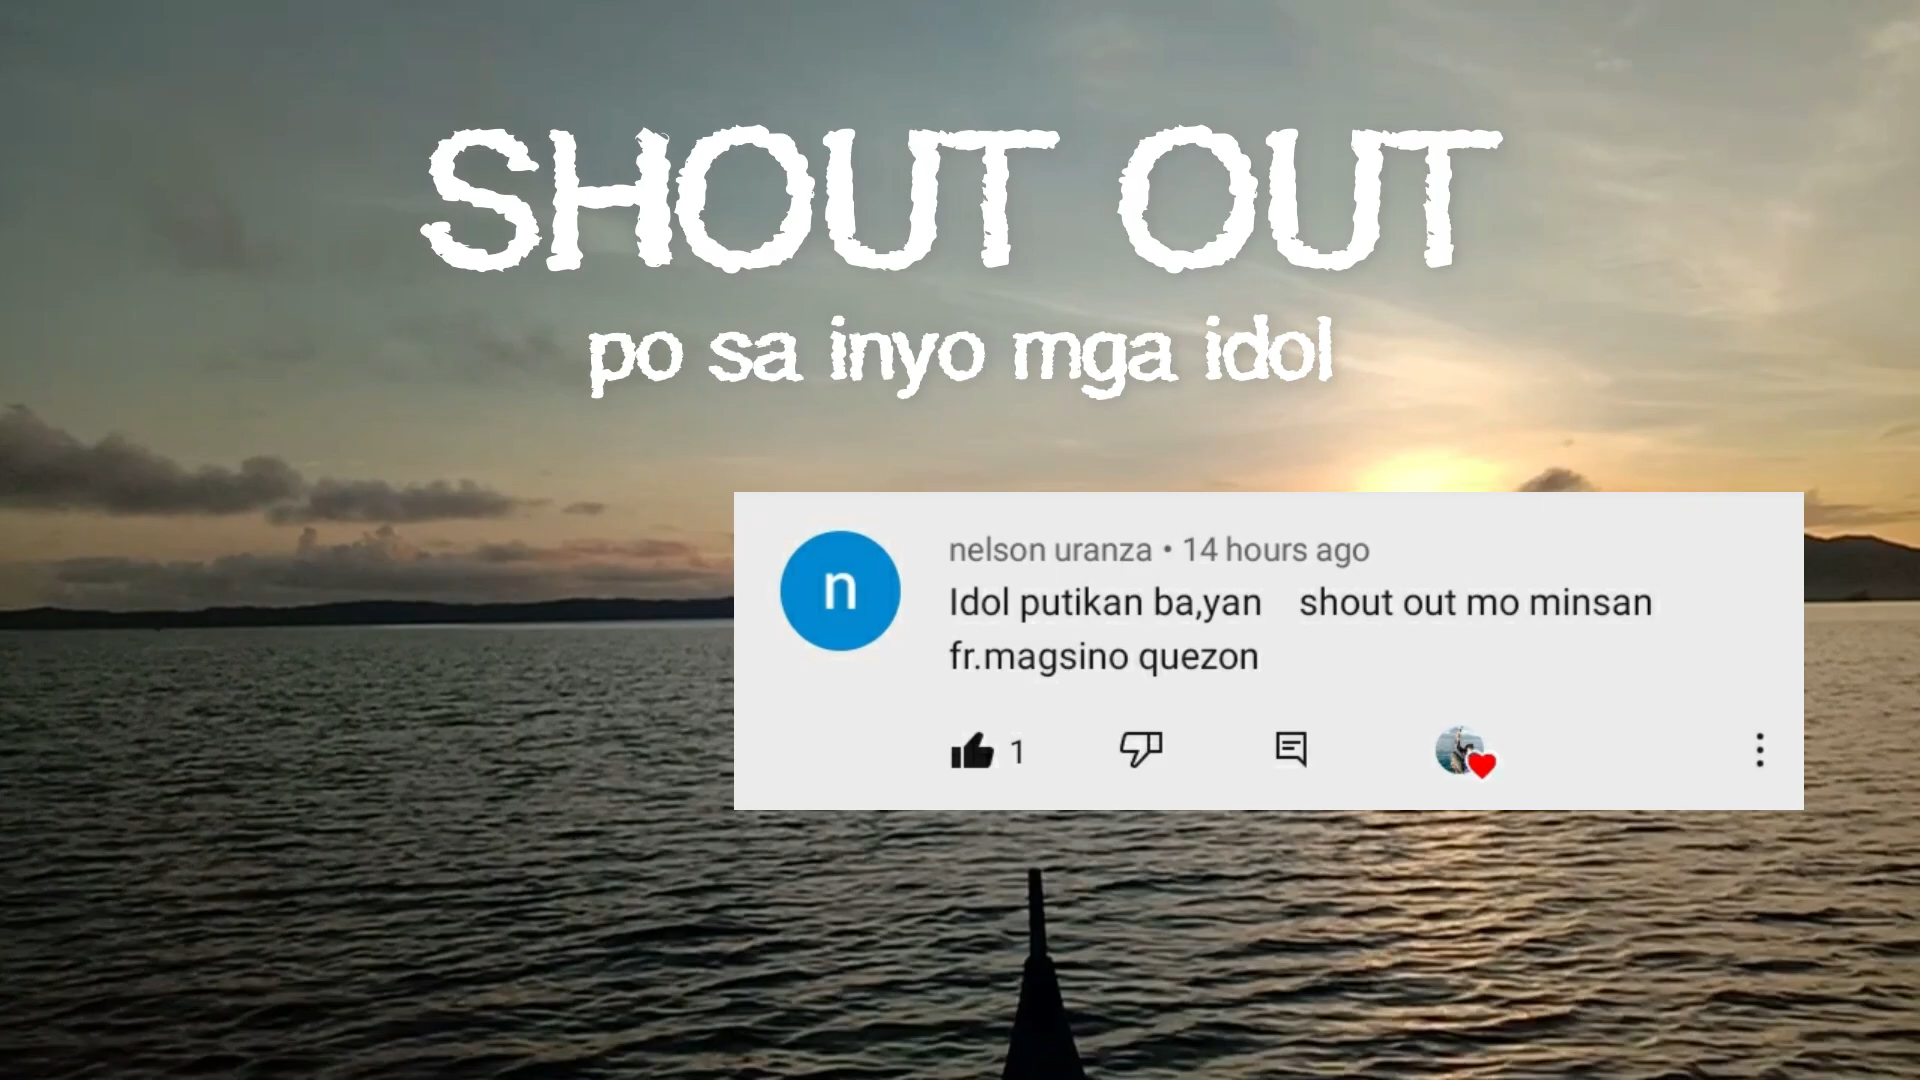 SHOUT OUT
po sa inyo mga idol
n
nelson uranza • 14 hours ago
Idol putikan ba,yan shout out mo minsan
fr.magsino quezon
1